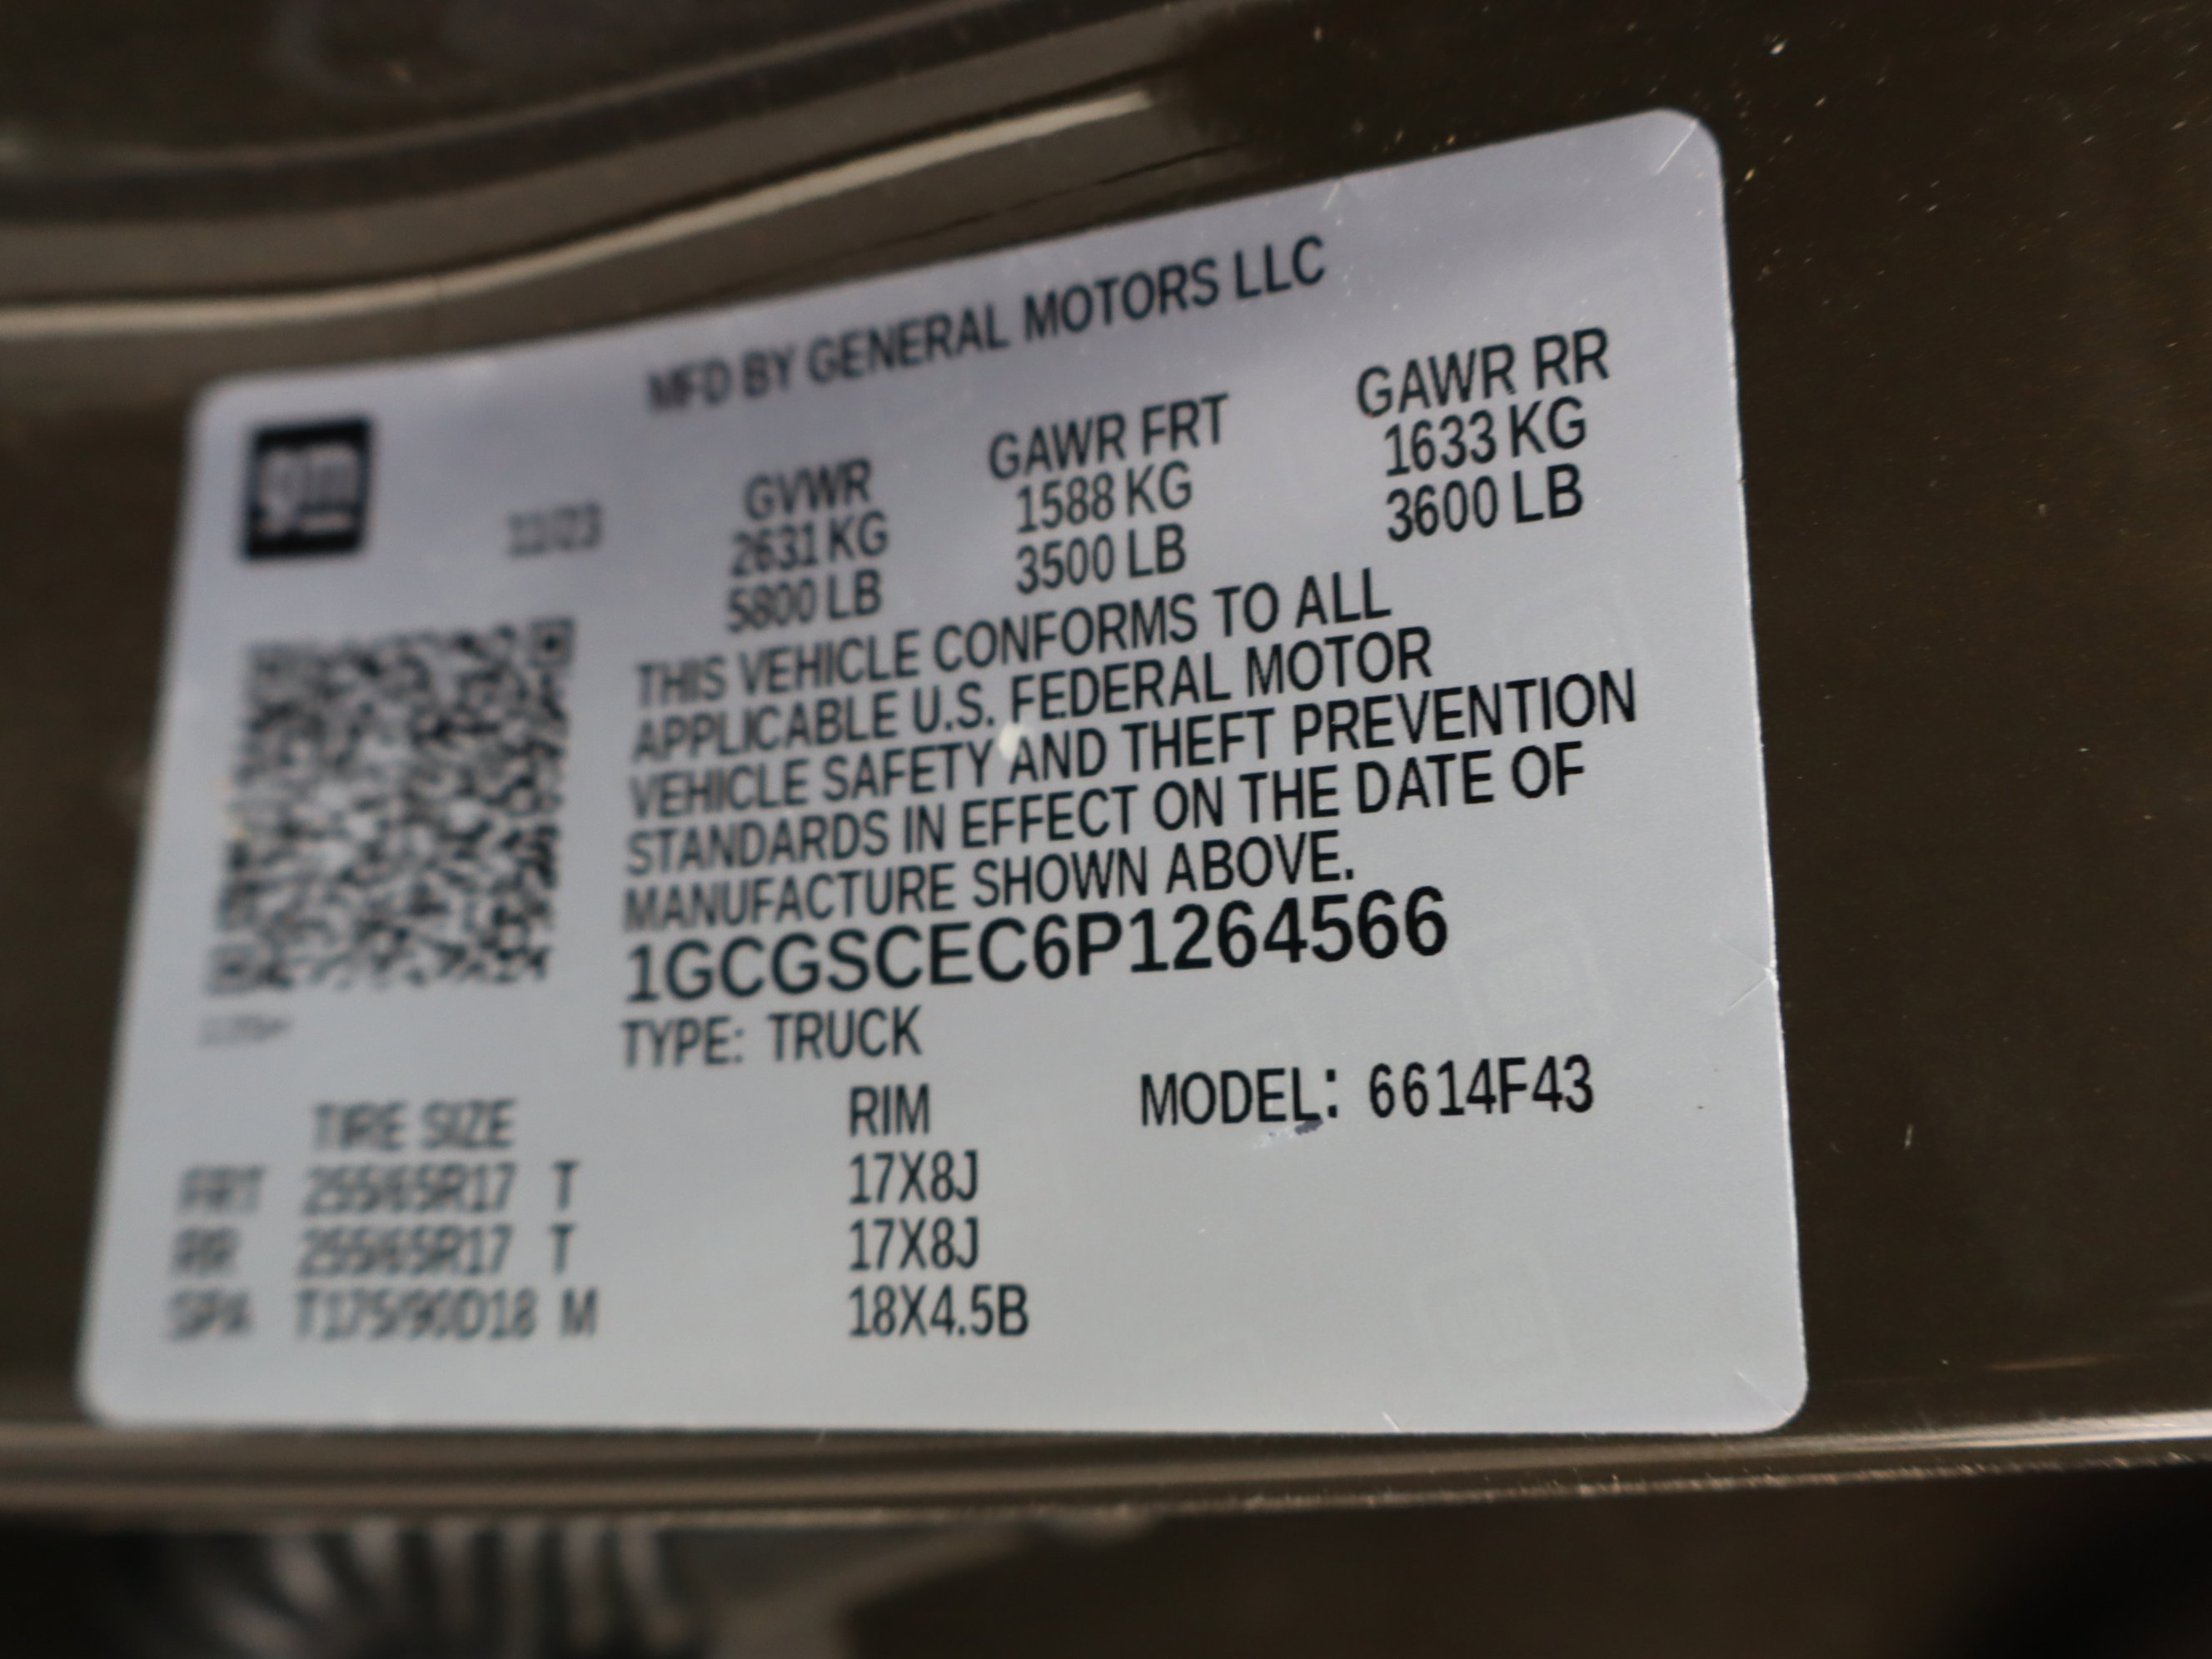 MFD BY GENERAL MOTORS LLC
gm
GVWR GAWR FRT GAWR RR
2631 KG 1588 KG 1633 KG
5800 LB 3500 LB 3600 LB
THIS VEHICLE CONFORMS TO ALL
APPLICABLE U.S. FEDERAL MOTOR
VEHICLE SAFETY AND THEFT PREVENTION
STANDARDS IN EFFECT ON THE DATE OF
MANUFACTURE SHOWN ABOVE.
1GCGSCEC6P1264566
TYPE: TRUCK
TIRE SIZE RIM MODEL: 6614F43
FRT 255/65R17 T 17X8J
RR 255/65R17 T 17X8J
SPA T175/90D18 M 18X4.5B